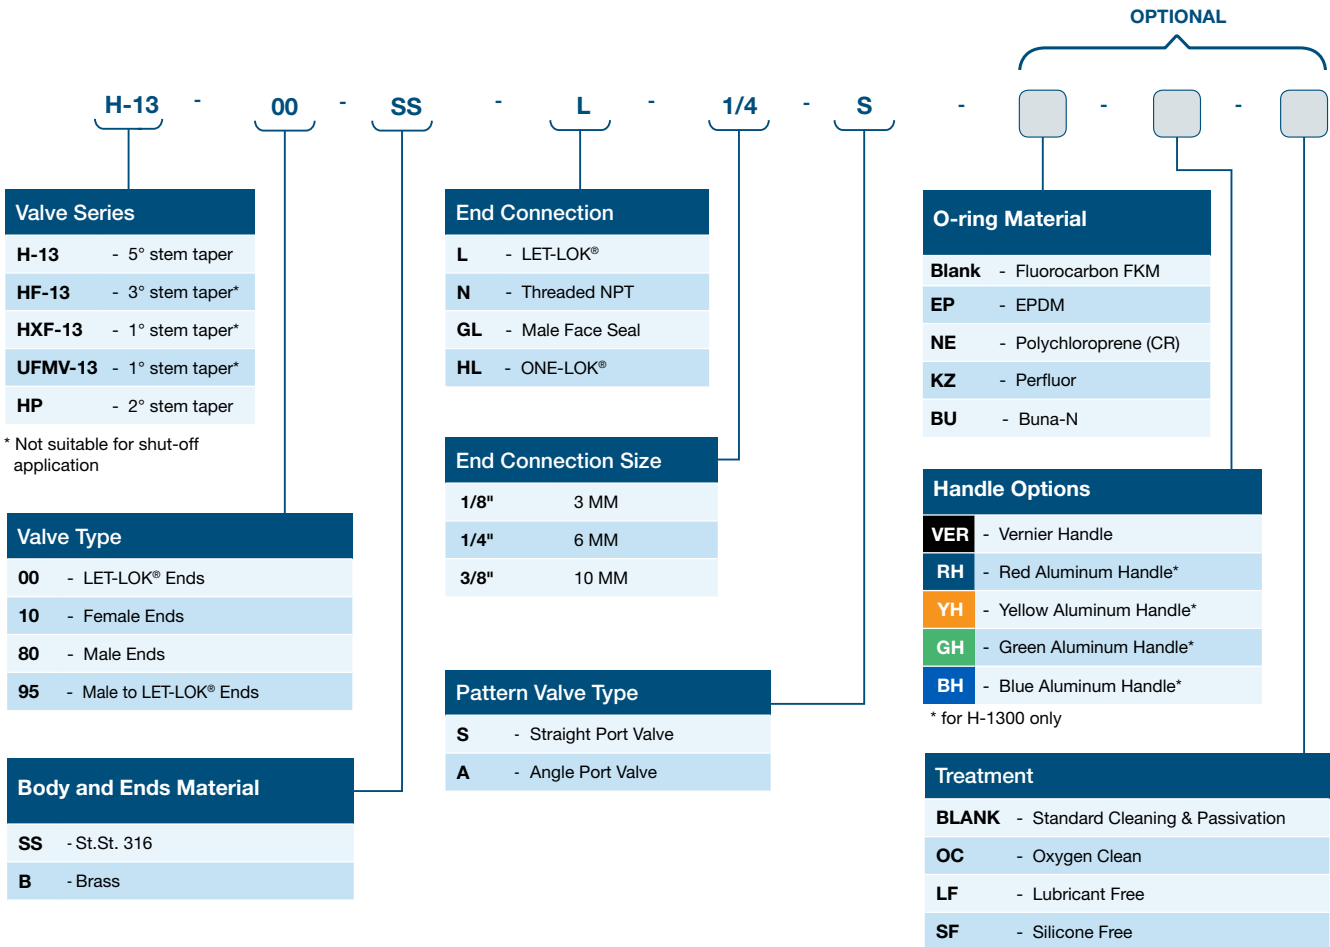 OPTIONAL
H-13 - 00 - SS - L - 1/4 - S - - -
Valve Series
H-13 - 5° stem taper
HF-13 - 3° stem taper*
HXF-13 - 1° stem taper*
UFMV-13 - 1° stem taper*
HP - 2° stem taper
* Not suitable for shut-off
application
Valve Type
00 - LET-LOK® Ends
10 - Female Ends
80 - Male Ends
95 - Male to LET-LOK® Ends
Body and Ends Material
SS - St.St. 316
B - Brass
End Connection
L - LET-LOK®
N - Threaded NPT
GL - Male Face Seal
HL - ONE-LOK®
End Connection Size
1/8" 3 MM
1/4" 6 MM
3/8" 10 MM
Pattern Valve Type
S - Straight Port Valve
A - Angle Port Valve
O-ring Material
Blank - Fluorocarbon FKM
EP - EPDM
NE - Polychloroprene (CR)
KZ - Perfluor
BU - Buna-N
Handle Options
VER - Vernier Handle
RH - Red Aluminum Handle*
YH - Yellow Aluminum Handle*
GH - Green Aluminum Handle*
BH - Blue Aluminum Handle*
* for H-1300 only
Treatment
BLANK - Standard Cleaning & Passivation
OC - Oxygen Clean
LF - Lubricant Free
SF - Silicone Free